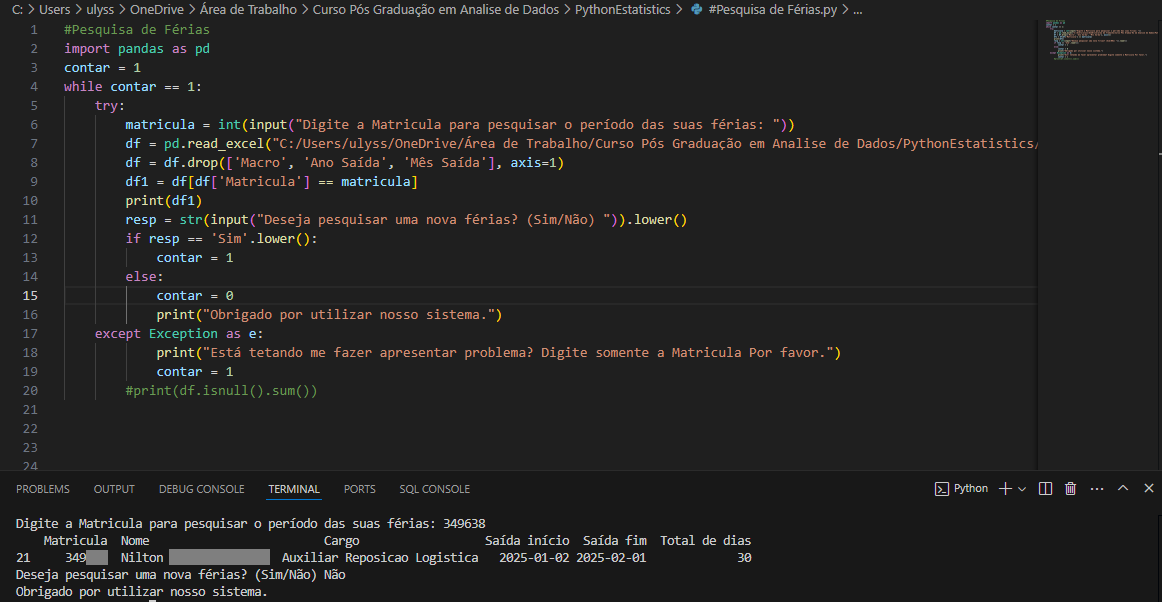 C: > Users > ulyss > OneDrive > Área de Trabalho > Curso Pós Graduação em Analise de Dados > PythonEstatistics > #Pesquisa de Férias.py > ...
1 #Pesquisa de Férias
2 import pandas as pd
3 contar = 1
4 while contar == 1:
5 try:
6 matricula = int(input("Digite a Matricula para pesquisar o período das suas férias: "))
7 df = pd.read_excel("C:/Users/ulyss/OneDrive/Área de Trabalho/Curso Pós Graduação em Analise de Dados/PythonEstatistics/
8 df = df.drop(['Macro', 'Ano Saída', 'Mês Saída'], axis=1)
9 df1 = df[df['Matricula'] == matricula]
10 print(df1)
11 resp = str(input("Deseja pesquisar uma nova férias? (Sim/Não) ")).lower()
12 if resp == 'Sim'.lower():
13 contar = 1
14 else:
15 contar = 0
16 print("Obrigado por utilizar nosso sistema.")
17 except Exception as e:
18 print("Está tetando me fazer apresentar problema? Digite somente a Matricula Por favor.")
19 contar = 1
20 #print(df.isnull().sum())
21
22
23
24
PROBLEMS OUTPUT DEBUG CONSOLE TERMINAL PORTS SQL CONSOLE Python
Digite a Matricula para pesquisar o período das suas férias: 349638
Matricula Nome Cargo Saída início Saída fim Total de dias
21 349 Nilton Auxiliar Reposicao Logistica 2025-01-02 2025-02-01 30
Deseja pesquisar uma nova férias? (Sim/Não) Não
Obrigado por utilizar nosso sistema.